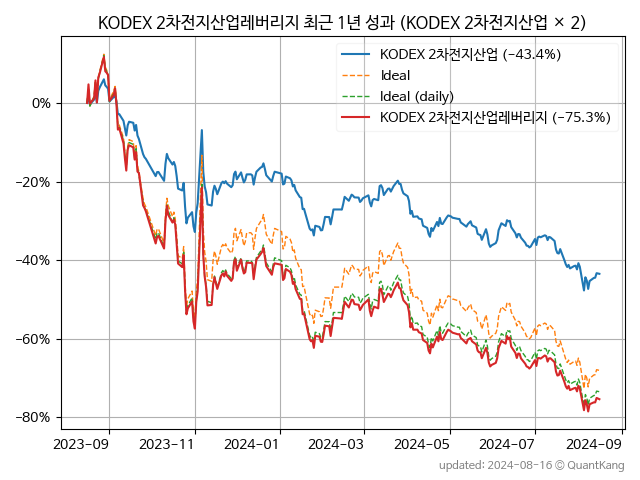 KODEX 2차전지산업레버리지 최근 1년 성과 (KODEX 2차전지산업 × 2)
KODEX 2차전지산업 (-43.4%)
Ideal
Ideal (daily)
KODEX 2차전지산업레버리지 (-75.3%)
0%
-20%
-40%
-60%
-80%
2023-09 2023-11 2024-01 2024-03 2024-05 2024-07 2024-09
updated: 2024-08-16 © QuantKang